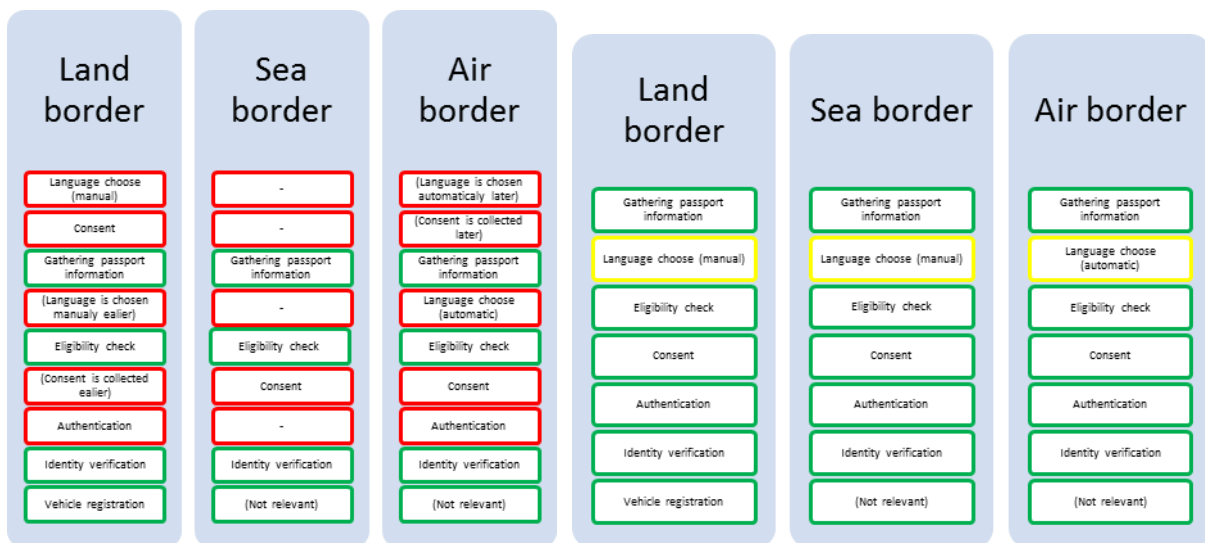 Land
border
Language choose
(manual)
Consent
Gathering passport
information
(Language is chosen
manualy ealier)
Eligibility check
(Consent is collected
ealier)
Authentication
Identity verification
Vehicle registration
Sea
border
-
-
Gathering passport
information
-
Eligibility check
Consent
-
Identity verification
(Not relevant)
Air
border
(Language is chosen
automaticaly later)
(Consent is collected
later)
Gathering passport
information
Language choose
(automatic)
Eligibility check
Consent
Authentication
Identity verification
(Not relevant)
Land
border
Gathering passport
information
Language choose (manual)
Eligibility check
Consent
Authentication
Identity verification
Vehicle registration
Sea border
Gathering passport
information
Language choose (manual)
Eligibility check
Consent
Authentication
Identity verification
(Not relevant)
Air border
Gathering passport
information
Language choose
(automatic)
Eligibility check
Consent
Authentication
Identity verification
(Not relevant)